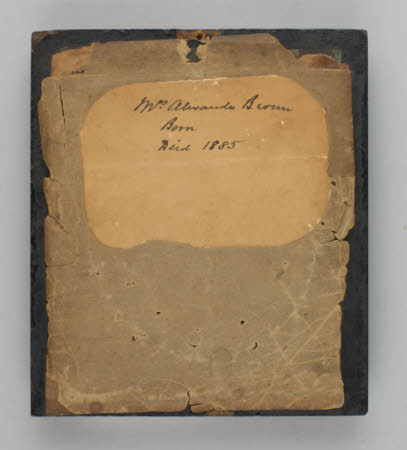 Mrs Alexander Brown
Born
Died 1885